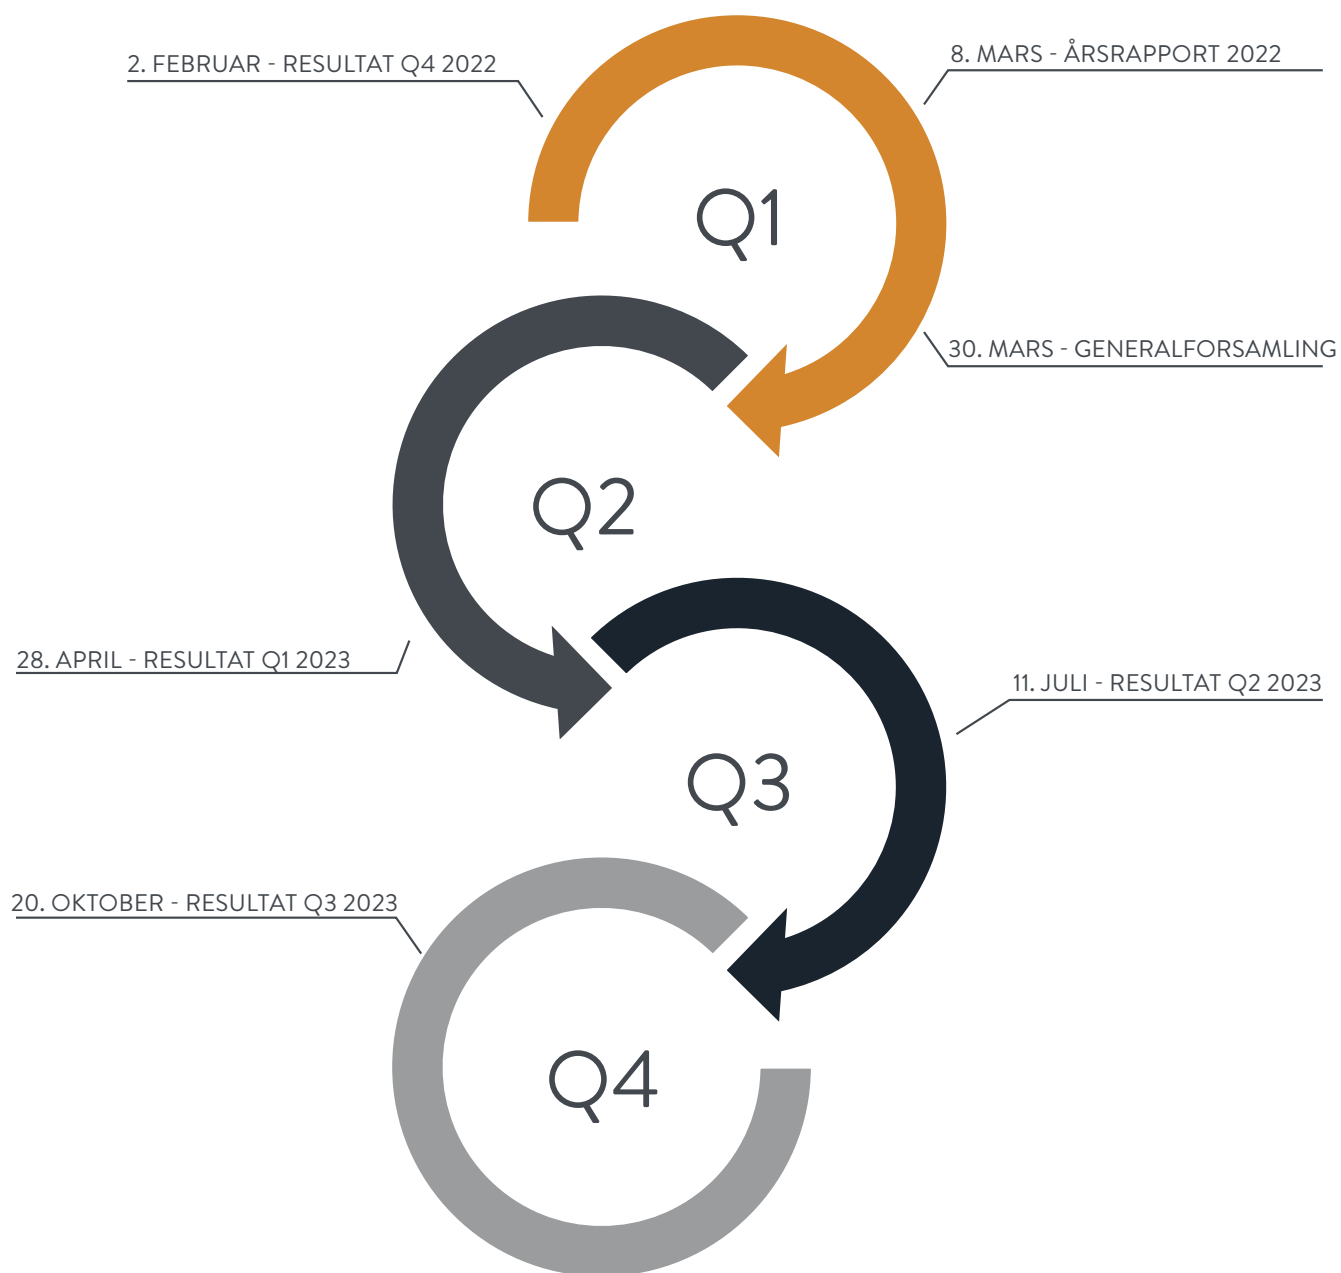 2. FEBRUAR - RESULTAT Q4 2022
8. MARS - ÅRSRAPPORT 2022
Q1
30. MARS - GENERALFORSAMLING
Q2
28. APRIL - RESULTAT Q1 2023
11. JULI - RESULTAT Q2 2023
Q3
20. OKTOBER - RESULTAT Q3 2023
Q4